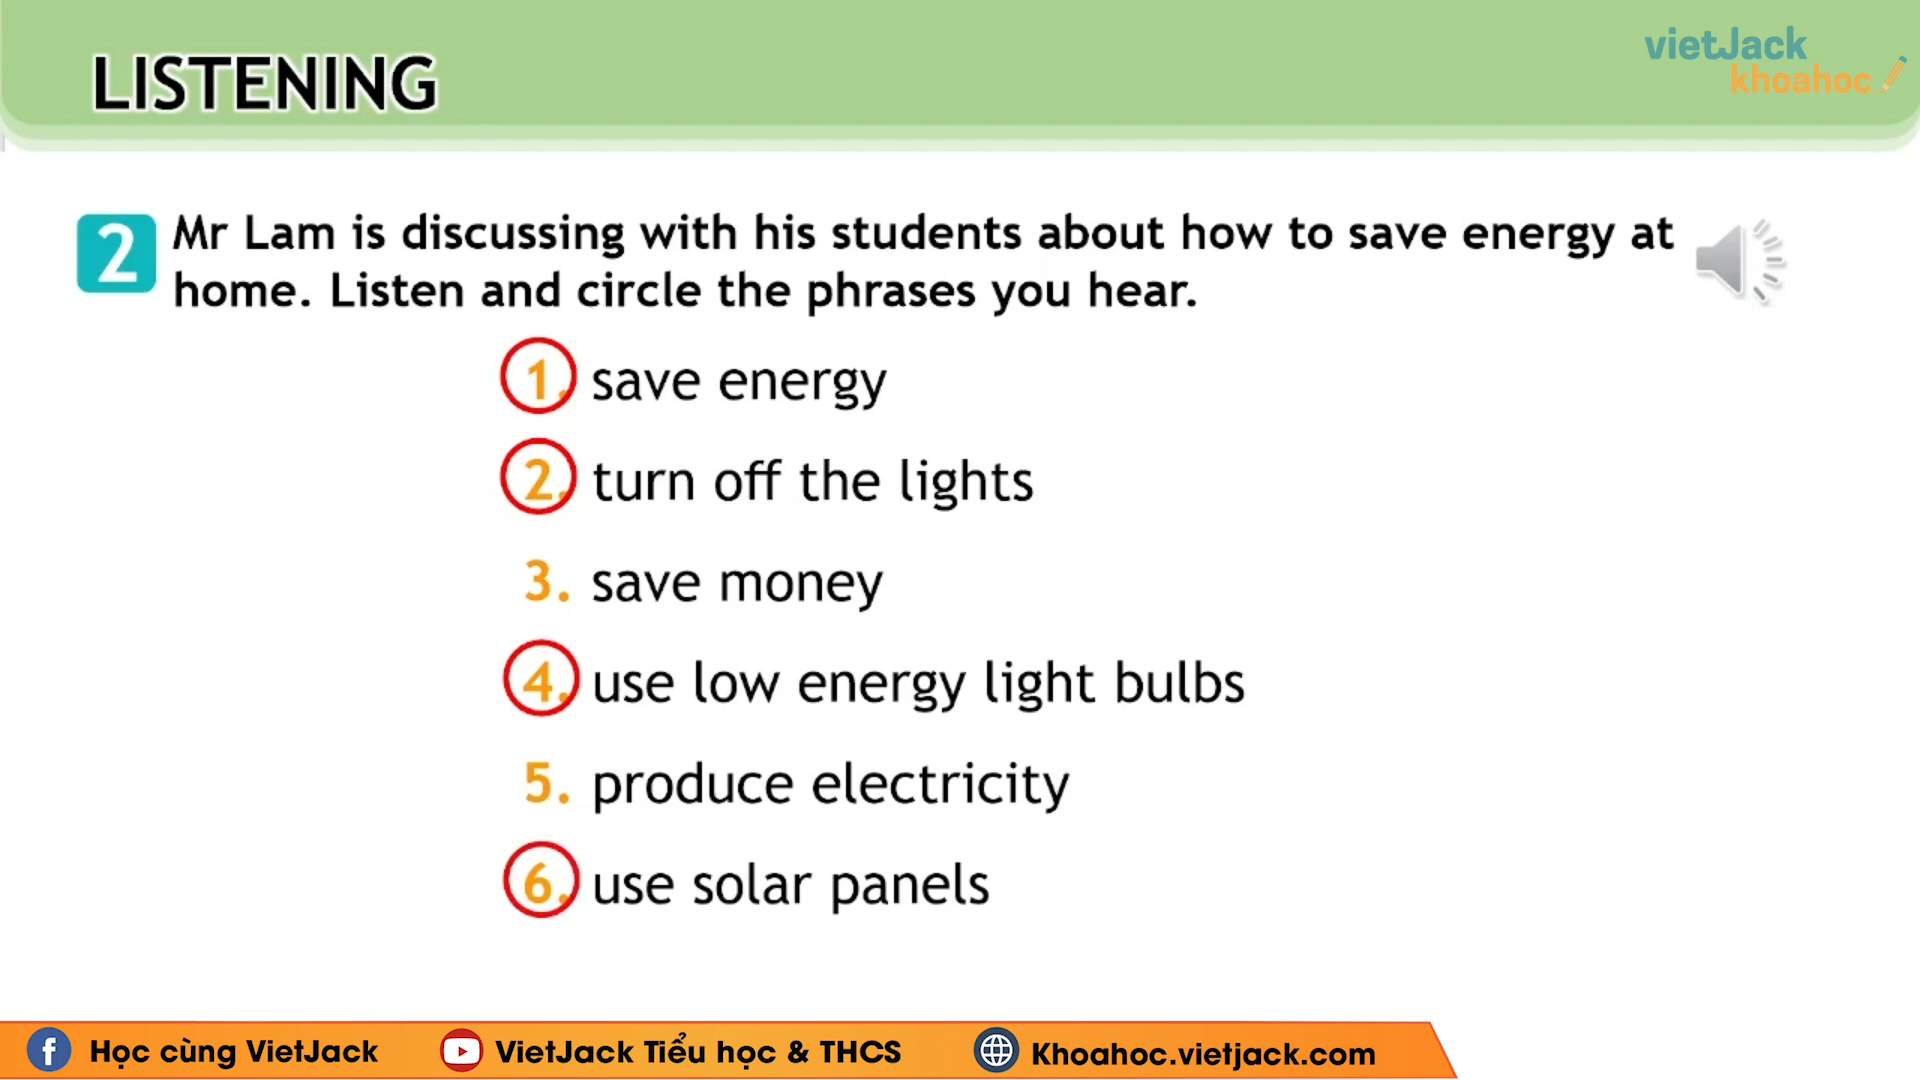 LISTENING
vietJack
khoahoc
2 Mr Lam is discussing with his students about how to save energy at
home. Listen and circle the phrases you hear.
1. save energy
2. turn off the lights
3. save money
4. use low energy light bulbs
5. produce electricity
6. use solar panels
Học cùng VietJack VietJack Tiểu học & THCS Khoahoc.vietjack.com